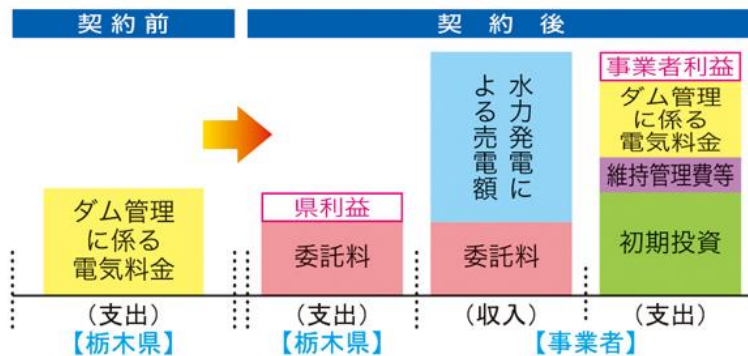 契約前
契約後
ダム管理
に係る
電気料金
県利益
委託料
水力発電に
よる売電額
委託料
事業者利益
ダム管理
に係る
電気料金
維持管理費等
初期投資
（支出）
（支出）
（収入）
（支出）
【栃木県】
【栃木県】
【事業者】